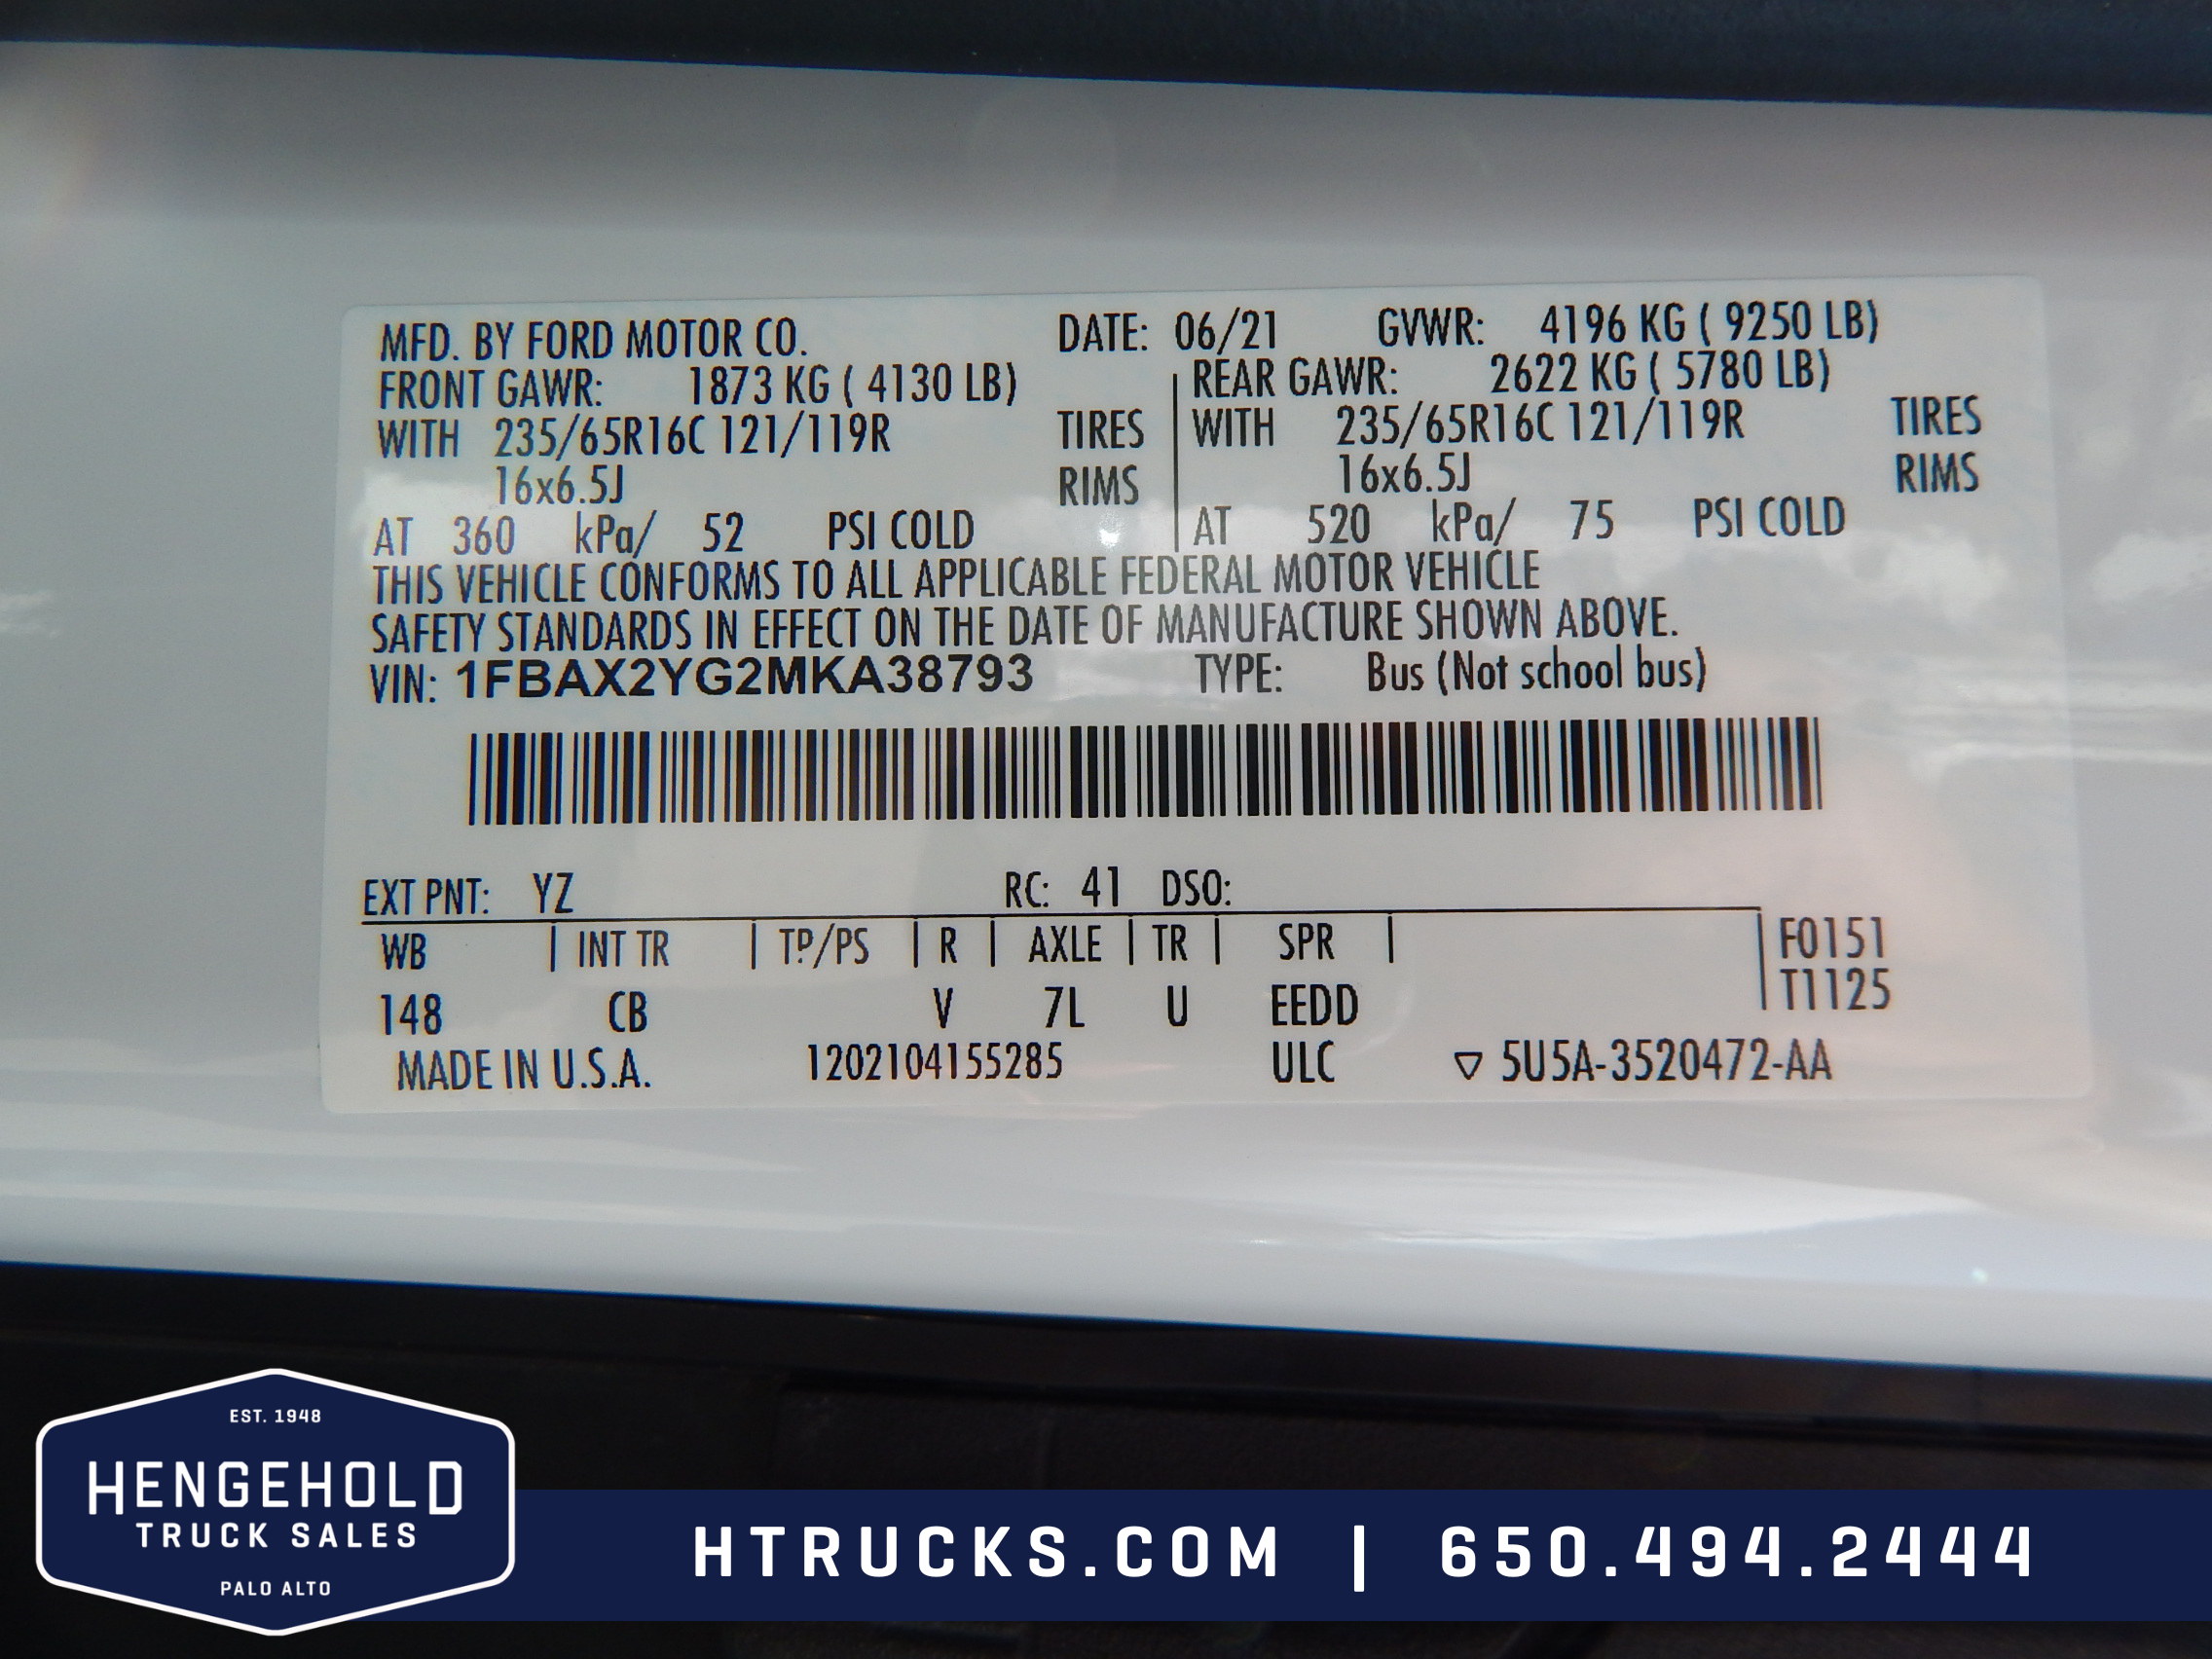 MFD. BY FORD MOTOR CO. DATE: 06/21 GVWR: 4196 KG ( 9250 LB)
FRONT GAWR: 1873 KG ( 4130 LB) REAR GAWR: 2622 KG ( 5780 LB)
WITH 235/65R16C 121/119R TIRES WITH 235/65R16C 121/119R TIRES
16x6.5J RIMS 16x6.5J RIMS
AT 360 kPa/ 52 PSI COLD AT 520 kPa/ 75 PSI COLD
THIS VEHICLE CONFORMS TO ALL APPLICABLE FEDERAL MOTOR VEHICLE
SAFETY STANDARDS IN EFFECT ON THE DATE OF MANUFACTURE SHOWN ABOVE.
VIN: 1FBAX2YG2MKA38793 TYPE: Bus (Not school bus)
EXT PNT: YZ RC: 41 DSO:
WB | INT TR | TP/PS | R | AXLE | TR | SPR | F0151
T1125
148 CB V 7L U EEDD
MADE IN U.S.A. 1202104155285 ULC ▽ 5U5A-3520472-AA
EST. 1948
HENGEHOLD
TRUCK SALES
PALO ALTO
HTRUCKS.COM | 650.494.2444